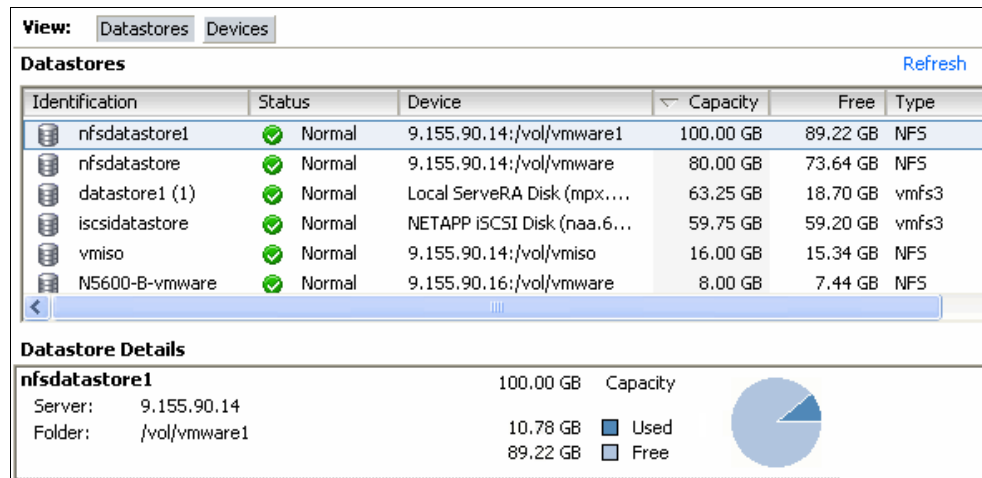 View: Datastores Devices
Datastores Refresh
Identification Status Device Capacity Free Type
nfsdatastore1 Normal 9.155.90.14:/vol/vmware1 100.00 GB 89.22 GB NFS
nfsdatastore Normal 9.155.90.14:/vol/vmware 80.00 GB 73.64 GB NFS
datastore1 (1) Normal Local ServeRA Disk (mpx.... 63.25 GB 18.70 GB vmfs3
iscsidatastore Normal NETAPP iSCSI Disk (naa.6... 59.75 GB 59.20 GB vmfs3
vmiso Normal 9.155.90.14:/vol/vmiso 16.00 GB 15.34 GB NFS
N5600-B-vmware Normal 9.155.90.16:/vol/vmware 8.00 GB 7.44 GB NFS
Datastore Details
nfsdatastore1 100.00 GB Capacity
Server: 9.155.90.14
Folder: /vol/vmware1
10.78 GB Used
89.22 GB Free